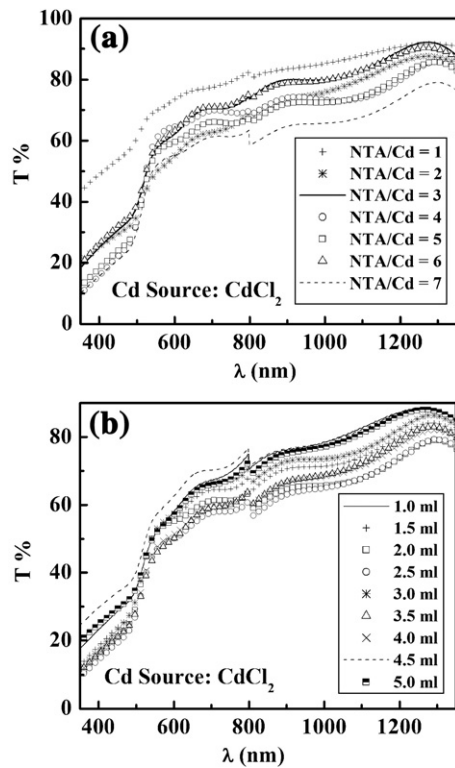 (a)
100
80
60
40
20
0
T %
NTA/Cd = 1
NTA/Cd = 2
NTA/Cd = 3
NTA/Cd = 4
NTA/Cd = 5
NTA/Cd = 6
NTA/Cd = 7
Cd Source: CdCl₂
400 600 800 1000 1200
λ (nm)
(b)
80
60
40
20
0
T %
1.0 ml
1.5 ml
2.0 ml
2.5 ml
3.0 ml
3.5 ml
4.0 ml
4.5 ml
5.0 ml
Cd Source: CdCl₂
400 600 800 1000 1200
λ (nm)